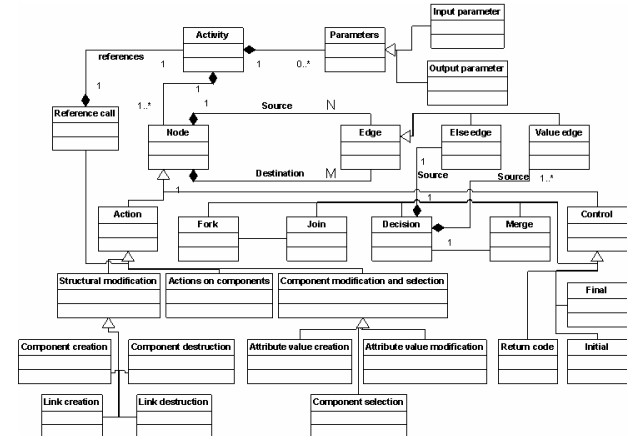 Input parameter
Activity
Parameters
references
1
1
0..*
Output parameter
1
1
1..*
1
Reference call
Source
N
Node
Edge
Else edge
Value edge
Destination
M
1
Source
Source
1..*
1
1
Action
Fork
Join
Decision
Merge
Control
1
Structural modification
Actions on components
Component modification and selection
Final
Component creation
Component destruction
Attribute value creation
Attribute value modification
Return code
Initial
Link creation
Link destruction
Component selection